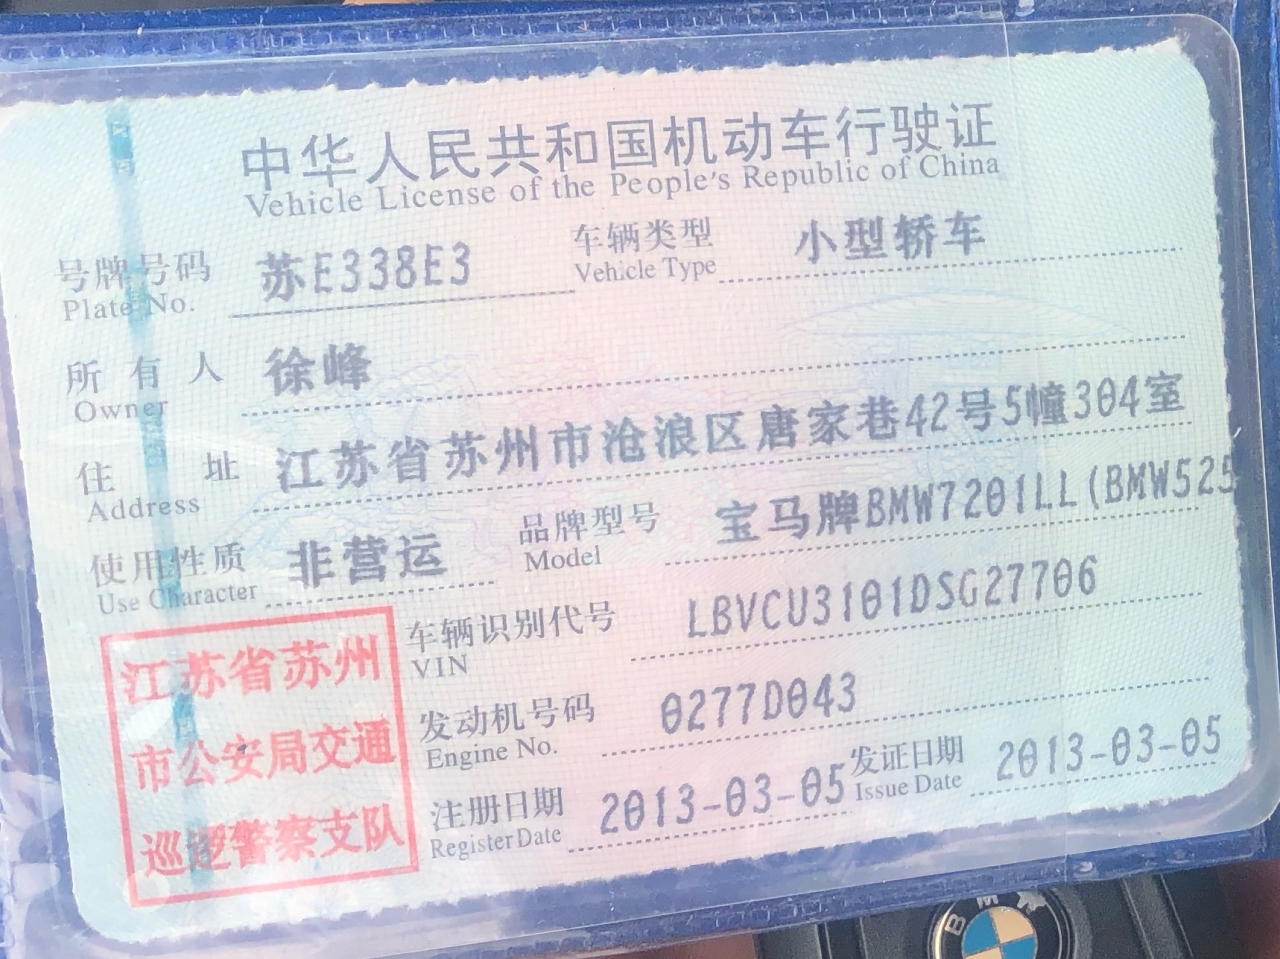 中华人民共和国机动车行驶证
Vehicle License of the People's Republic of China
号牌号码 苏E338E3 车辆类型 小型轿车
Plate No. Vehicle Type
所有人 徐峰
Owner
住址 江苏省苏州市沧浪区唐家巷42号5幢304室
Address
使用性质 非营运 品牌型号 宝马牌BMW7201LL(BMW525
Use Character Model
车辆识别代号 LBVCU3101DSG27706
VIN
发动机号码 0277D043
Engine No.
注册日期 2013-03-05 发证日期 2013-03-05
Register Date Issue Date
江苏省苏州
市公安局交通
巡逻警察支队
BMW